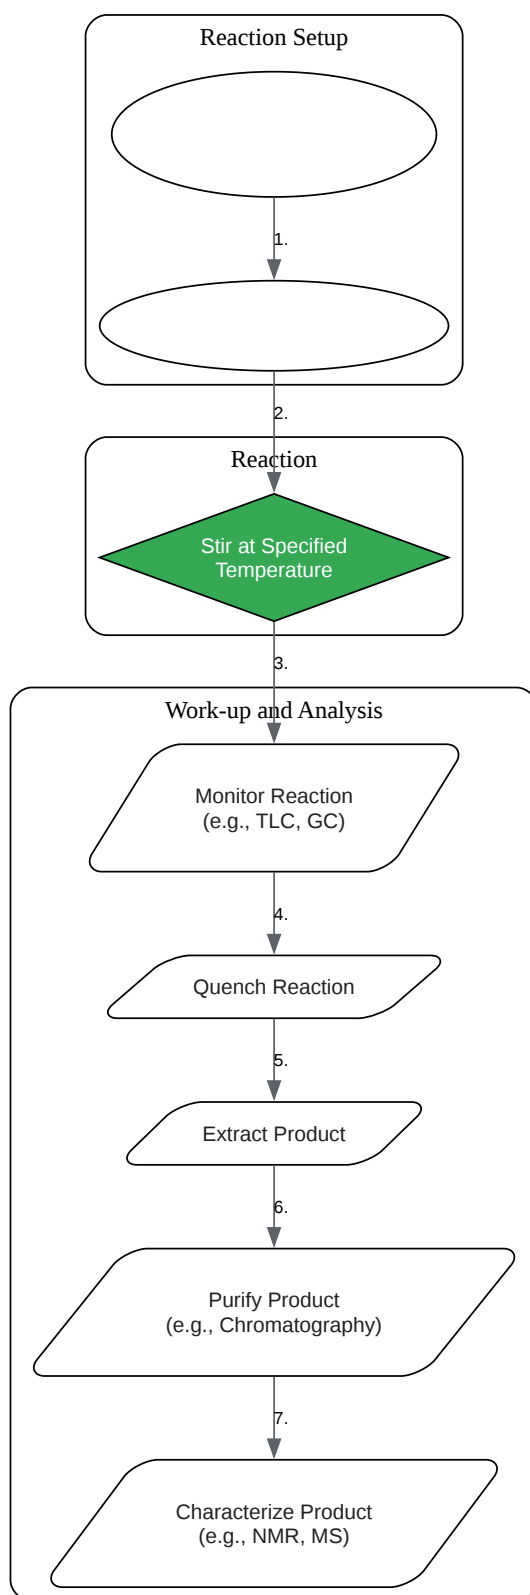 Reaction Setup
1.
2.
Reaction
Stir at Specified
Temperature
3.
Work-up and Analysis
Monitor Reaction
(e.g., TLC, GC)
4.
Quench Reaction
5.
Extract Product
6.
Purify Product
(e.g., Chromatography)
7.
Characterize Product
(e.g., NMR, MS)